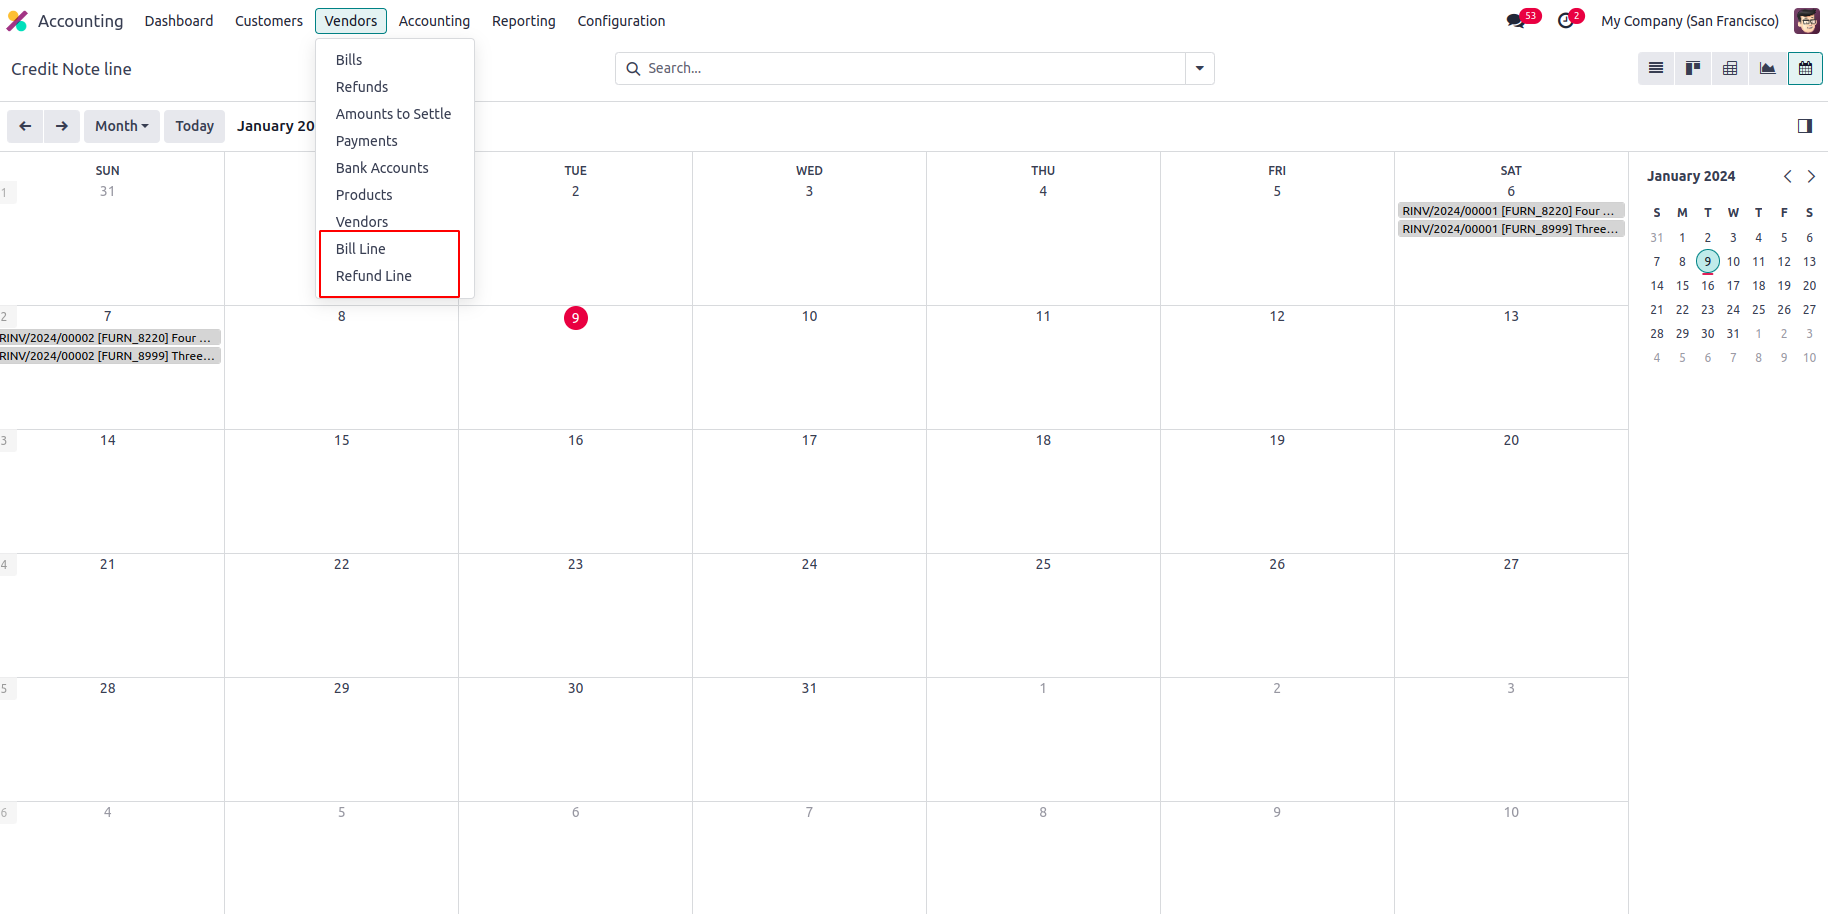 Accounting Dashboard Customers Vendors Accounting Reporting Configuration 53 2 My Company (San Francisco)
Credit Note line
Search...
Bills
Refunds
Amounts to Settle
Payments
Bank Accounts
Products
Vendors
Bill Line
Refund Line
Month Today January 20
SUN TUE WED THU FRI SAT
1 31 2 3 4 5 6
RINV/2024/00001 [FURN_8220] Four ...
RINV/2024/00001 [FURN_8999] Three...
2 7 8 9 10 11 12 13
RINV/2024/00002 [FURN_8220] Four ...
RINV/2024/00002 [FURN_8999] Three...
3 14 15 16 17 18 19 20
4 21 22 23 24 25 26 27
5 28 29 30 31 1 2 3
6 4 5 6 7 8 9 10
January 2024
S M T W T F S
31 1 2 3 4 5 6
7 8 9 10 11 12 13
14 15 16 17 18 19 20
21 22 23 24 25 26 27
28 29 30 31 1 2 3
4 5 6 7 8 9 10